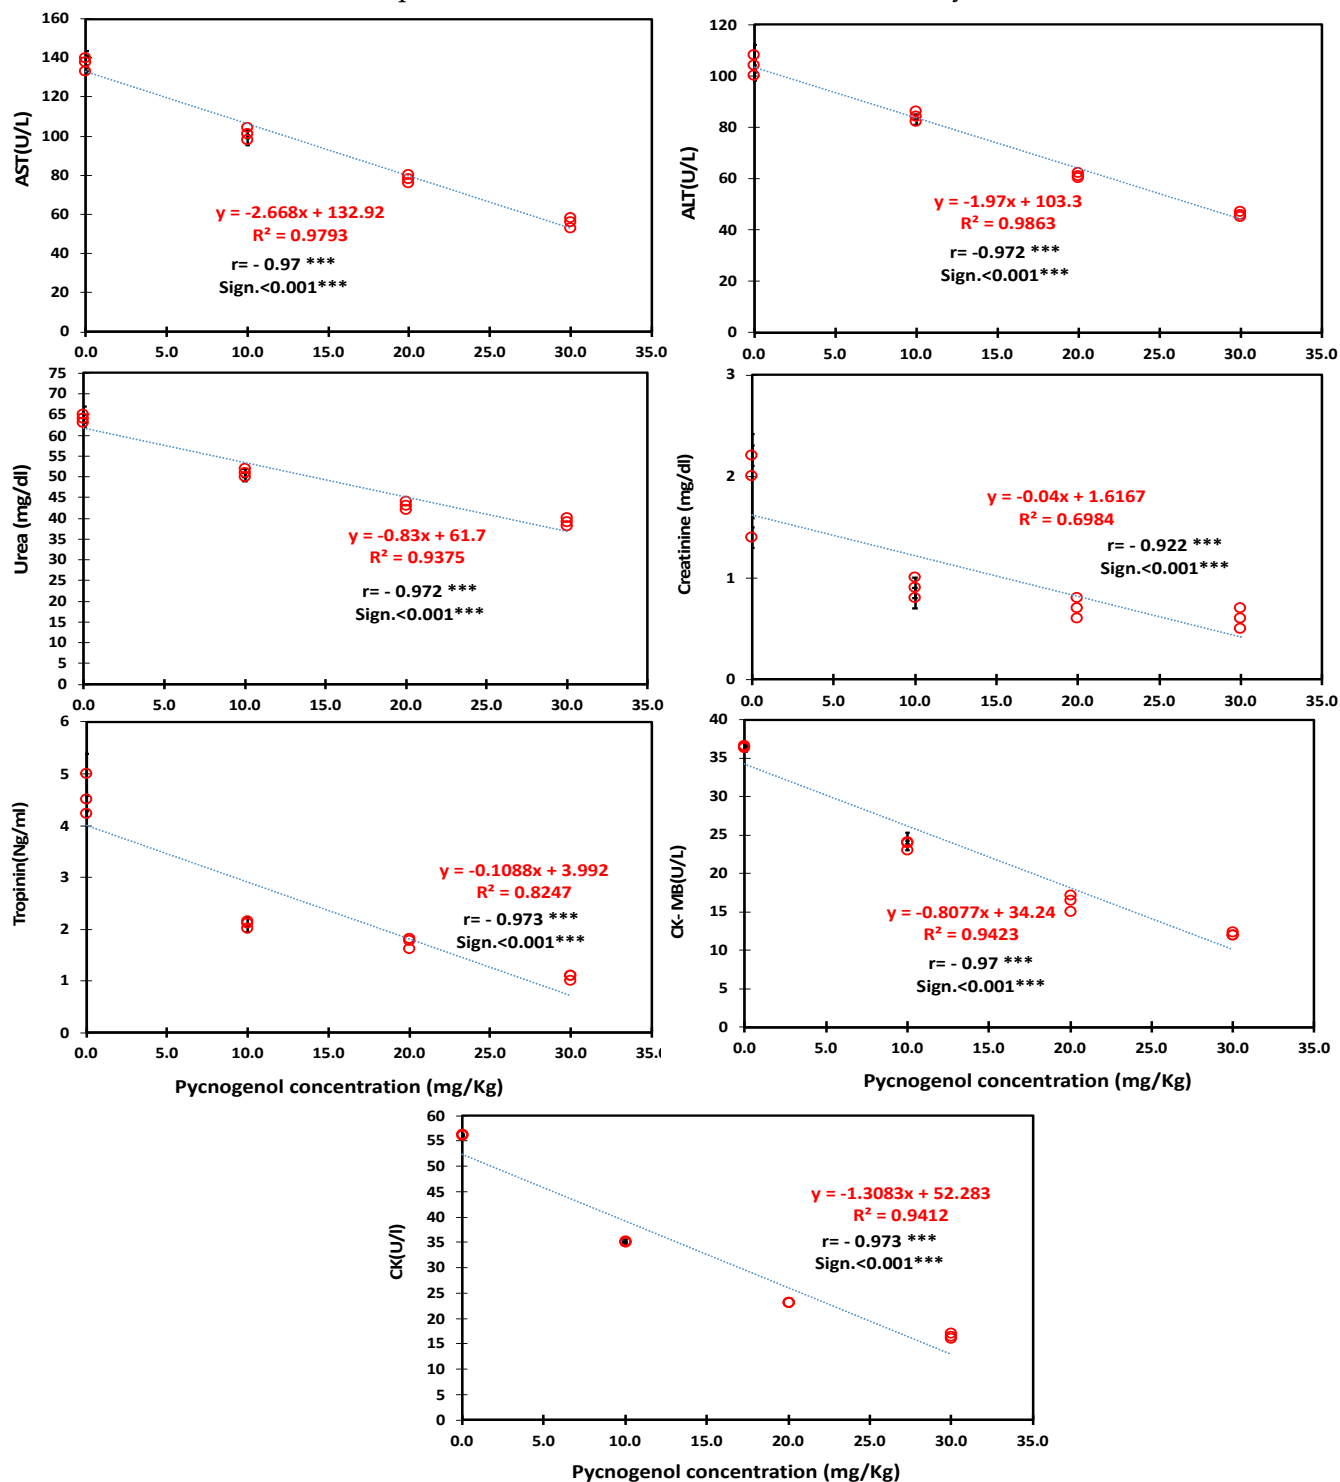 160
140
120
100
80
60
40
20
0
AST(U/L)
y = -2.668x + 132.92
R² = 0.9793
r= - 0.97 ***
Sign.<0.001***
0.0 5.0 10.0 15.0 20.0 25.0 30.0 35.0
120
100
80
60
40
20
0
ALT(U/L)
y = -1.97x + 103.3
R² = 0.9863
r= -0.972 ***
Sign.<0.001***
0.0 5.0 10.0 15.0 20.0 25.0 30.0 35.0
75
70
65
60
55
50
45
40
35
30
25
20
15
10
5
0
Urea (mg/dl)
y = -0.83x + 61.7
R² = 0.9375
r= - 0.972 ***
Sign.<0.001***
0.0 5.0 10.0 15.0 20.0 25.0 30.0 35.0
3
2
1
0
Creatinine (mg/dl)
y = -0.04x + 1.6167
R² = 0.6984
r= - 0.922 ***
Sign.<0.001***
0.0 5.0 10.0 15.0 20.0 25.0 30.0 35.0
6
5
4
3
2
1
0
Tropinin(Ng/ml)
y = -0.1088x + 3.992
R² = 0.8247
r= - 0.973 ***
Sign.<0.001***
0.0 5.0 10.0 15.0 20.0 25.0 30.0 35.0
Pycnogenol concentration (mg/Kg)
40
35
30
25
20
15
10
5
0
CK- MB(U/L)
y = -0.8077x + 34.24
R² = 0.9423
r= - 0.97 ***
Sign.<0.001***
0.0 5.0 10.0 15.0 20.0 25.0 30.0 35.0
Pycnogenol concentration (mg/Kg)
60
55
50
45
40
35
30
25
20
15
10
5
0
CK(U/l)
y = -1.3083x + 52.283
R² = 0.9412
r= - 0.973 ***
Sign.<0.001***
0.0 5.0 10.0 15.0 20.0 25.0 30.0 35.0
Pycnogenol concentration (mg/Kg)